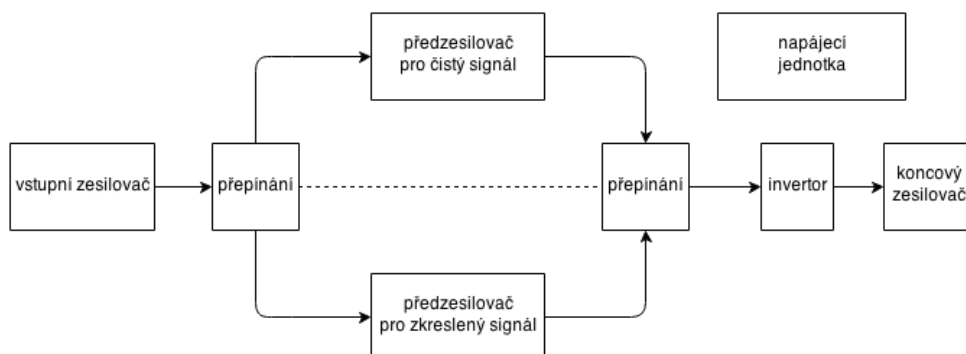 předzesilovač
pro čistý signál
napájecí
jednotka
vstupní zesilovač
přepínání
přepínání
invertor
koncový
zesilovač
předzesilovač
pro zkreslený signál